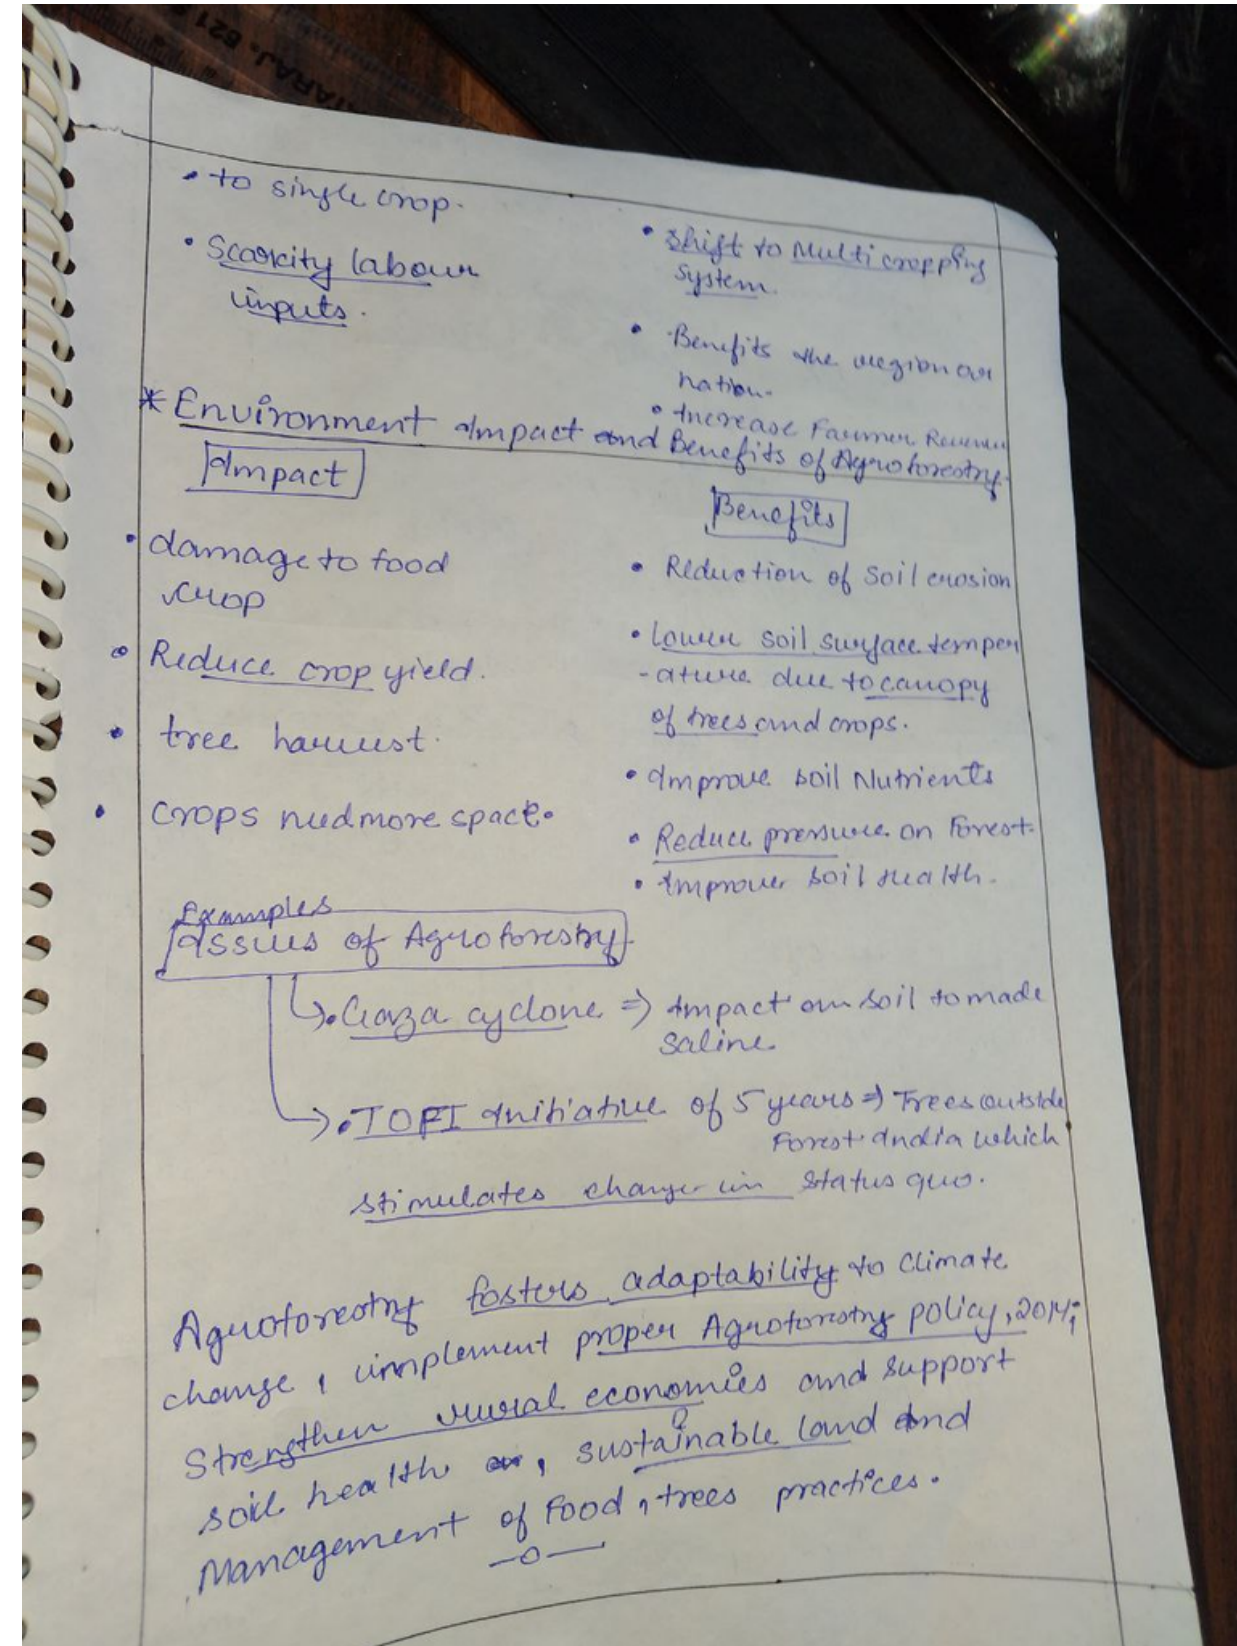 • to single crop.
• Scarcity labour
inputs.
• Shift to Multi cropping
system.
• Benefits the region or
nation.
• Increase Farmer Revenue
* Environment Impact and Benefits of Agroforestry.
Impact
• damage to food
crop
• Reduce crop yield.
• tree harvest.
• Crops need more space.
Benefits
• Reduction of Soil erosion
• Lower soil surface temper
-ature due to canopy
of trees and crops.
• Improve soil Nutrients
• Reduce pressure on Forest.
• Improver soil Health.
Examples
Issues of Agroforestry
• Gaza cyclone ⇒ Impact on soil to made
saline
• TOFI Initiative of 5 years ⇒ Trees outside
Forest India which
stimulates change in status quo.
Agroforestry fosters adaptability to climate
change, implement proper Agroforestry policy, 2014;
Strengthen rural economies and support
soil health , sustainable land and
Management of Food, trees practices.